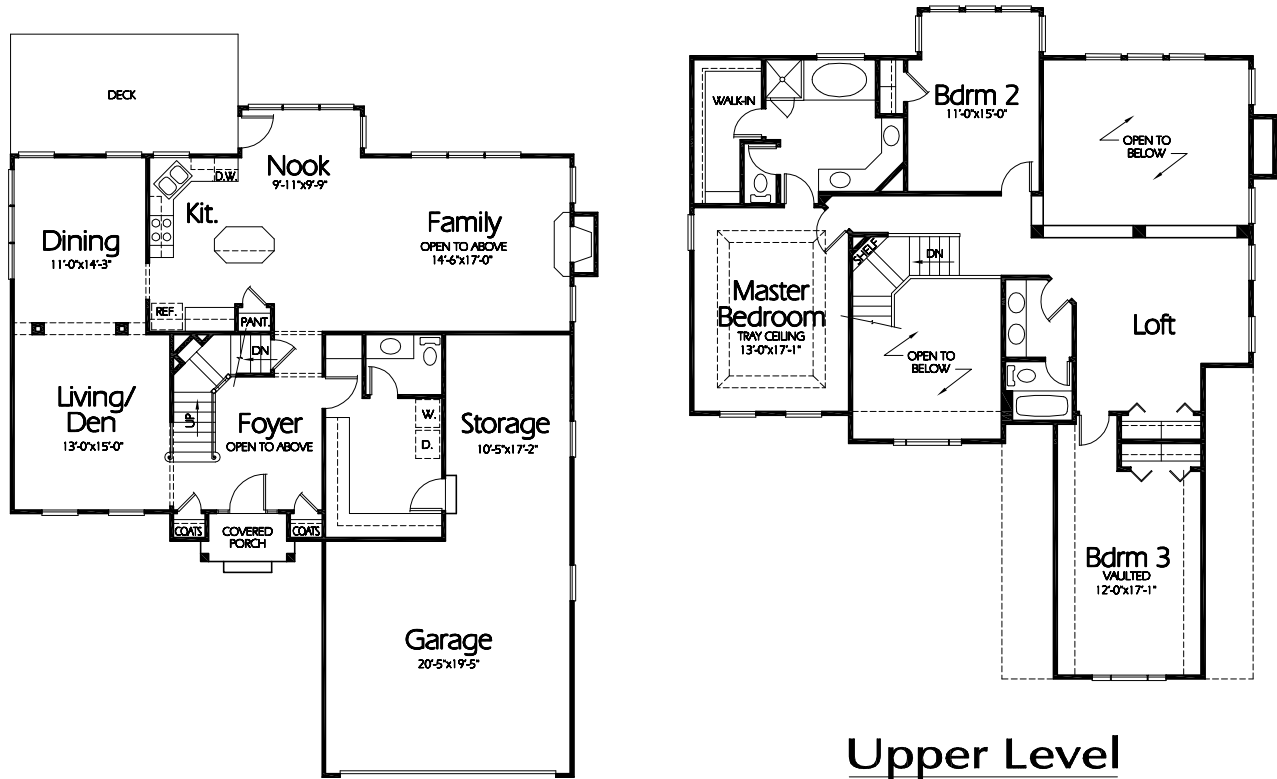 DECK
Nook
9'-11"x9'-9"
D.W.
Kit.
Dining
11'-0"x14'-3"
Family
OPEN TO ABOVE
14'-6"x17'-0"
REF.
PANT.
DN
UP
Living/
Den
13'-0"x15'-0"
Foyer
OPEN TO ABOVE
W.
D.
Storage
10'-5"x17'-2"
COATS
COVERED
PORCH
COATS
Garage
20'-5"x19'-5"
WALK-IN
Bdrm 2
11'-0"x15'-0"
OPEN TO
BELOW
SHELF
DN
Master
Bedroom
TRAY CEILING
13'-0"x17'-1"
OPEN TO
BELOW
Loft
Bdrm 3
VAULTED
12'-0"x17'-1"
Upper Level